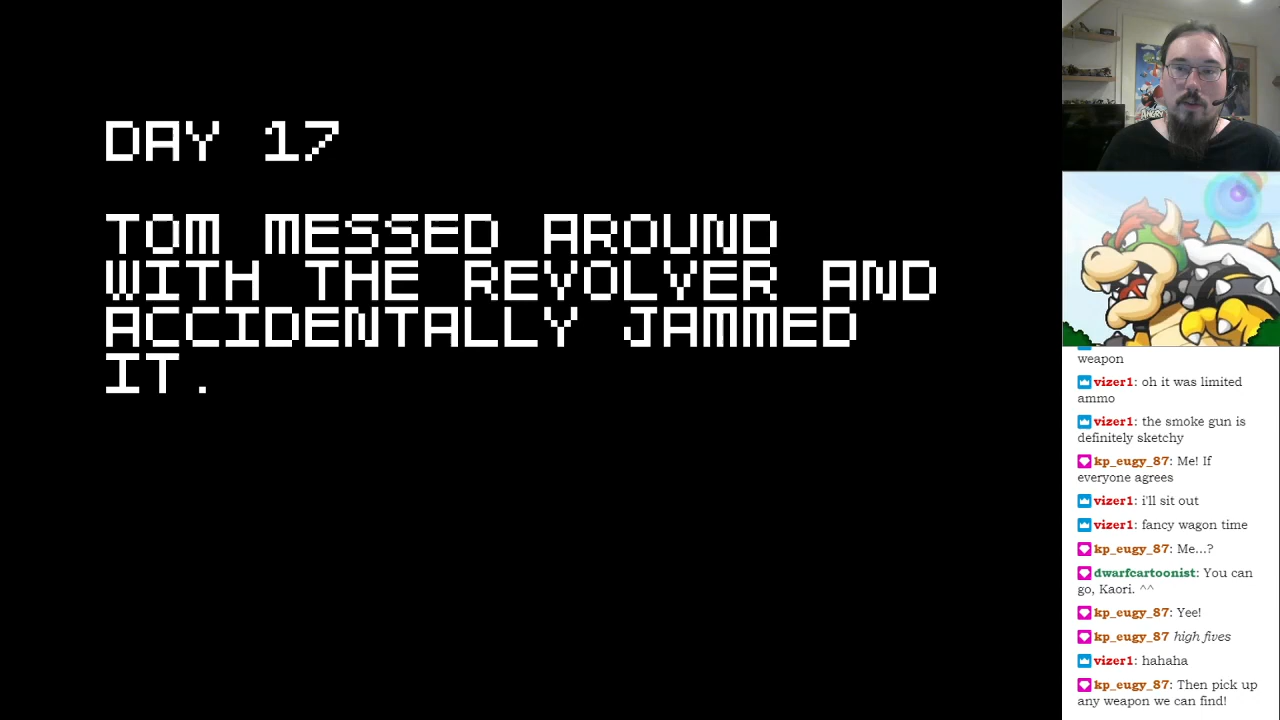 DAY 17
TOM MESSED AROUND
WITH THE REVOLVER AND
ACCIDENTALLY JAMMED
IT.
ANGRY
weapon
vizer1: oh it was limited
ammo
vizer1: the smoke gun is
definitely sketchy
kp_eugy_87: Me! If
everyone agrees
vizer1: i'll sit out
vizer1: fancy wagon time
kp_eugy_87: Me...?
dwarfcartoonist: You can
go, Kaori. ^^
kp_eugy_87: Yee!
kp_eugy_87 high fives
vizer1: hahaha
kp_eugy_87: Then pick up
any weapon we can find!